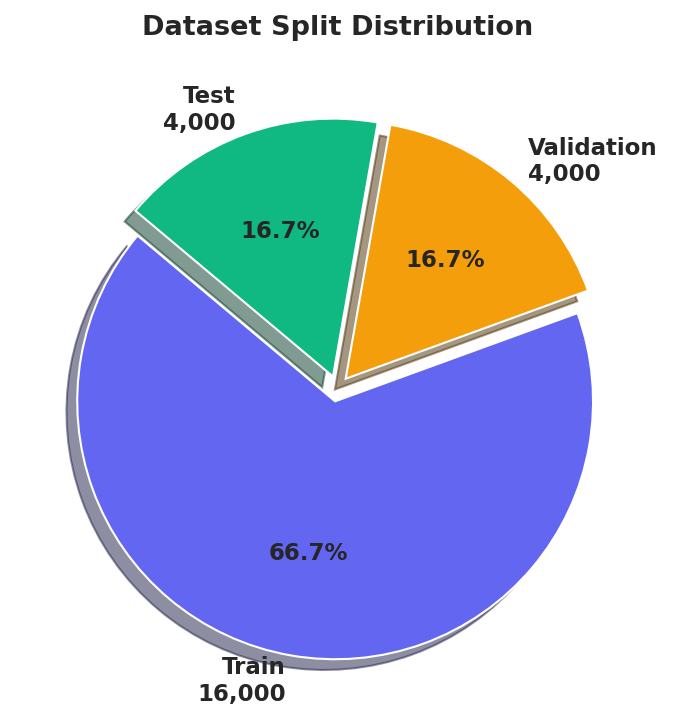 Dataset Split Distribution
Test
4,000
Validation
4,000
16.7%
16.7%
66.7%
Train
16,000